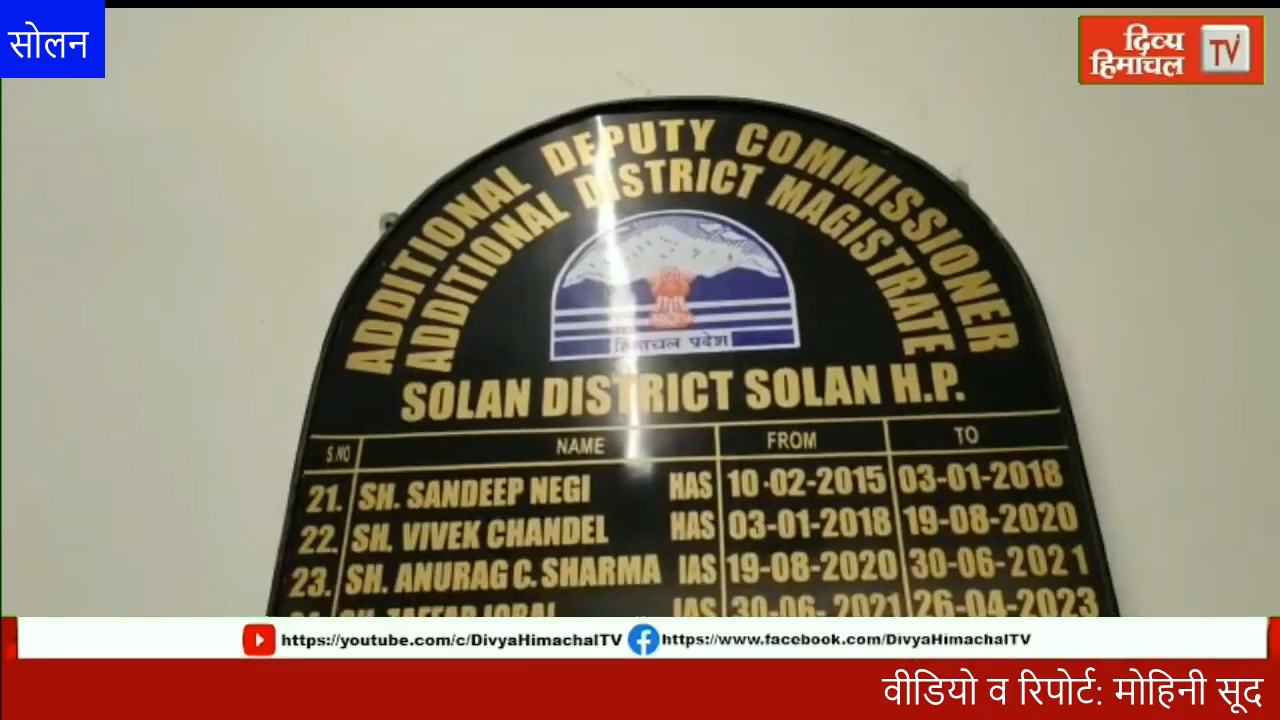 सोलन
दिव्य
हिमाचल
TV
ADDITIONAL DEPUTY COMMISSIONER
ADDITIONAL DISTRICT MAGISTRATE
हिमाचल प्रदेश
SOLAN DISTRICT SOLAN H.P.
S.NO NAME FROM TO
21. SH. SANDEEP NEGI HAS 10-02-2015 03-01-2018
22. SH. VIVEK CHANDEL HAS 03-01-2018 19-08-2020
23. SH. ANURAG C. SHARMA IAS 19-08-2020 30-06-2021
IAS 30-06-2021 26-04-2023
https://youtube.com/c/DivyaHimachalTV https://www.facebook.com/DivyaHimachalTV
वीडियो व रिपोर्ट: मोहिनी सूद